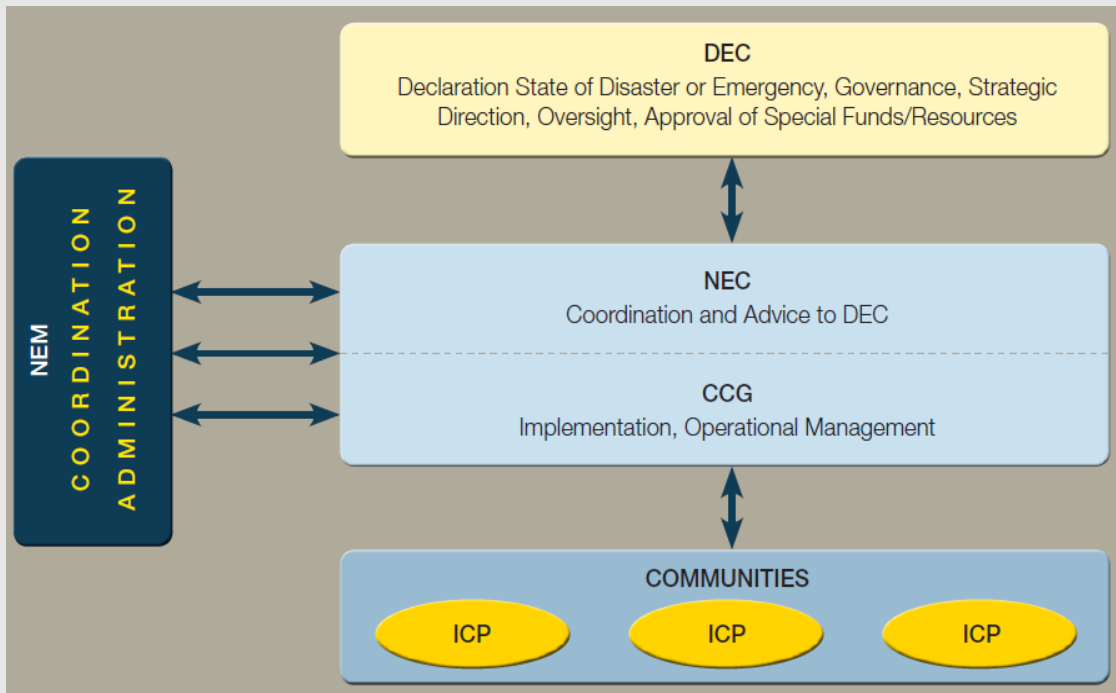 DEC
Declaration State of Disaster or Emergency, Governance, Strategic
Direction, Oversight, Approval of Special Funds/Resources
NEM
COORDINATION
ADMINISTRATION
NEC
Coordination and Advice to DEC
CCG
Implementation, Operational Management
COMMUNITIES
ICP
ICP
ICP